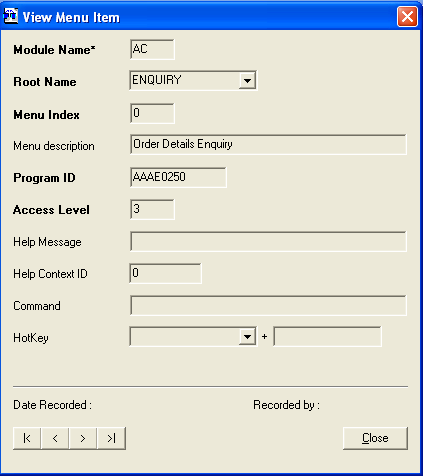 View Menu Item
Module Name* AC
Root Name ENQUIRY
Menu Index 0
Menu description Order Details Enquiry
Program ID AAAE0250
Access Level 3
Help Message
Help Context ID 0
Command
HotKey +
Date Recorded : Recorded by :
|< < > >| Close